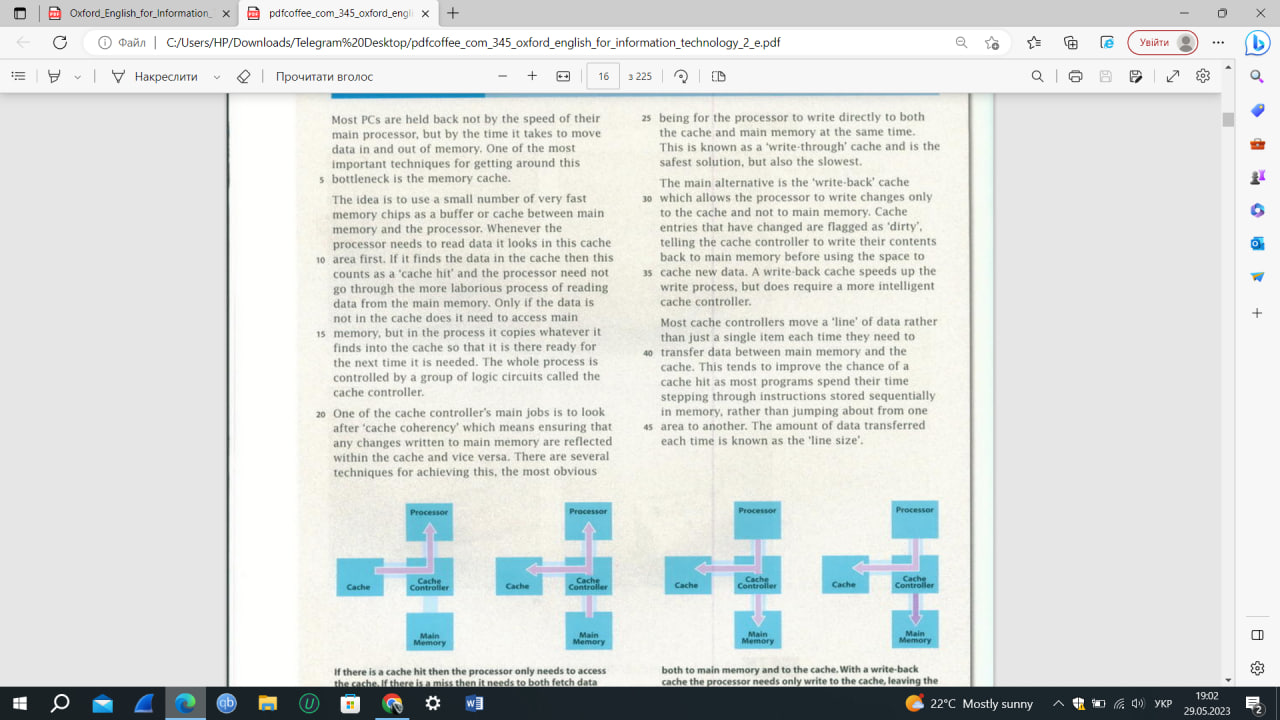 Oxford_English_for_Information_
pdfcoffee_com_345_oxford_engli
Файл
C:/Users/HP/Downloads/Telegram%20Desktop/pdfcoffee_com_345_oxford_english_for_information_technology_2_e.pdf
Увійти
Накреслити
Прочитати вголос
16
з 225
Most PCs are held back not by the speed of their
main processor, but by the time it takes to move
data in and out of memory. One of the most
important techniques for getting around this
5 bottleneck is the memory cache.
The idea is to use a small number of very fast
memory chips as a buffer or cache between main
memory and the processor. Whenever the
processor needs to read data it looks in this cache
10 area first. If it finds the data in the cache then this
counts as a ‘cache hit’ and the processor need not
go through the more laborious process of reading
data from the main memory. Only if the data is
not in the cache does it need to access main
15 memory, but in the process it copies whatever it
finds into the cache so that it is there ready for
the next time it is needed. The whole process is
controlled by a group of logic circuits called the
cache controller.
20 One of the cache controller’s main jobs is to look
after ‘cache coherency’ which means ensuring that
any changes written to main memory are reflected
within the cache and vice versa. There are several
techniques for achieving this, the most obvious
25 being for the processor to write directly to both
the cache and main memory at the same time.
This is known as a ‘write-through’ cache and is the
safest solution, but also the slowest.
The main alternative is the ‘write-back’ cache
30 which allows the processor to write changes only
to the cache and not to main memory. Cache
entries that have changed are flagged as ‘dirty’,
telling the cache controller to write their contents
back to main memory before using the space to
35 cache new data. A write-back cache speeds up the
write process, but does require a more intelligent
cache controller.
Most cache controllers move a ‘line’ of data rather
than just a single item each time they need to
40 transfer data between main memory and the
cache. This tends to improve the chance of a
cache hit as most programs spend their time
stepping through instructions stored sequentially
in memory, rather than jumping about from one
45 area to another. The amount of data transferred
each time is known as the ‘line size’.
Processor
Cache
Cache
Controller
Main
Memory
Processor
Cache
Cache
Controller
Main
Memory
Processor
Cache
Cache
Controller
Main
Memory
Processor
Cache
Cache
Controller
Main
Memory
If there is a cache hit then the processor only needs to access
the cache. If there is a miss then it needs to both fetch data
both to main memory and to the cache. With a write-back
cache the processor needs only write to the cache, leaving the
22°C Mostly sunny
УКР
19:02
29.05.2023
2